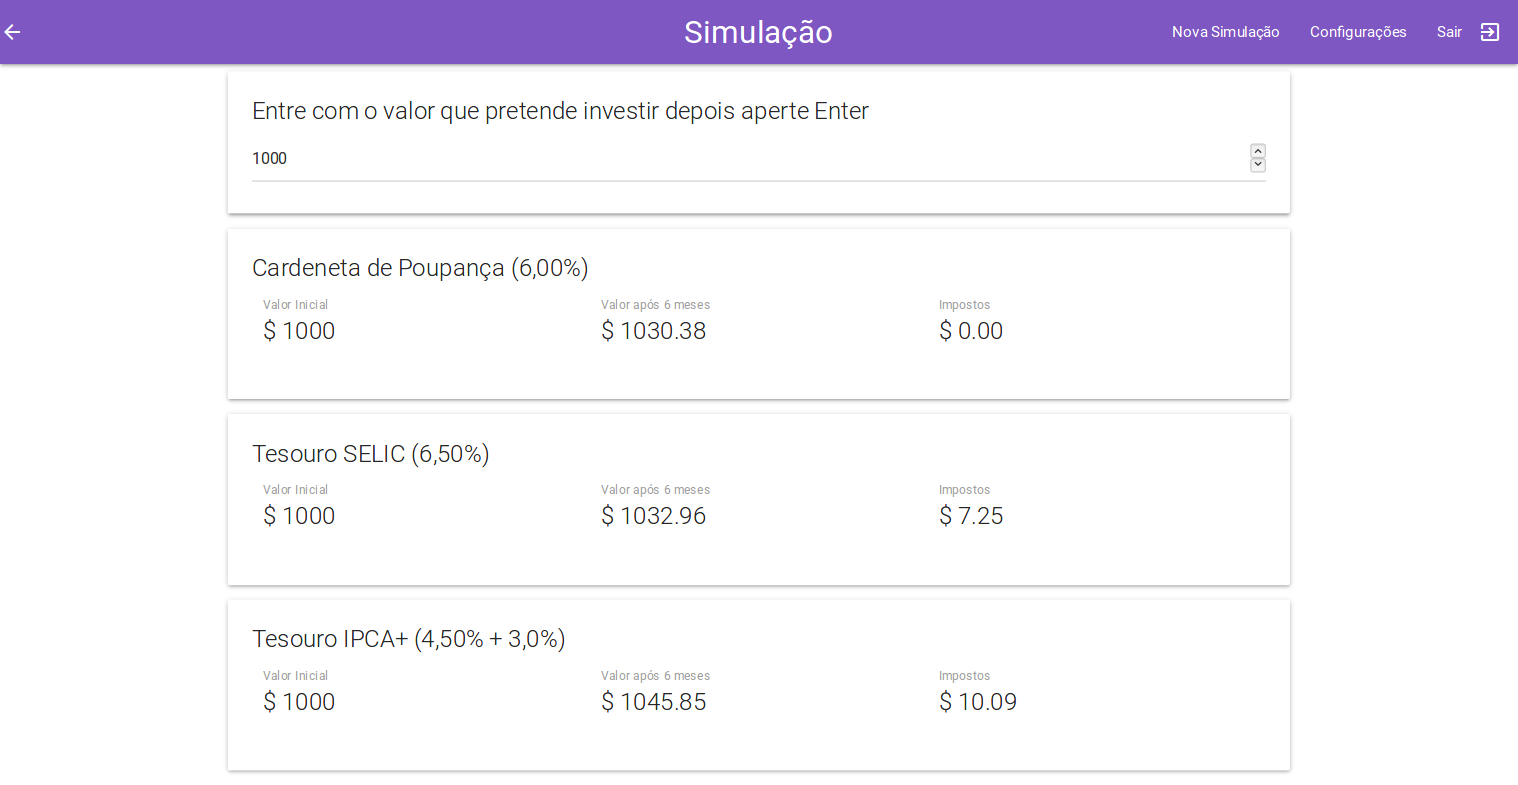 Simulação
Nova Simulação
Configurações
Sair
Entre com o valor que pretende investir depois aperte Enter
1000
Cardeneta de Poupança (6,00%)
Valor Inicial
Valor após 6 meses
Impostos
$ 1000
$ 1030.38
$ 0.00
Tesouro SELIC (6,50%)
Valor Inicial
Valor após 6 meses
Impostos
$ 1000
$ 1032.96
$ 7.25
Tesouro IPCA+ (4,50% + 3,0%)
Valor Inicial
Valor após 6 meses
Impostos
$ 1000
$ 1045.85
$ 10.09